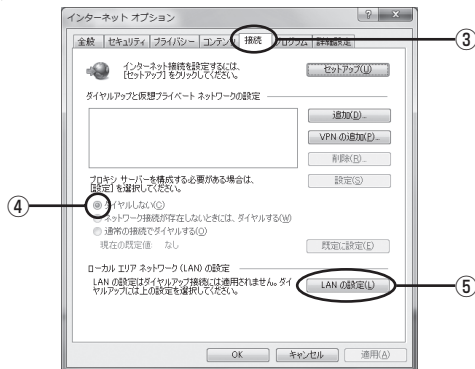 インターネット オプション
全般 セキュリティ プライバシー コンテンツ 接続 プログラム 詳細設定
③
インターネット接続を設定するには、
[セットアップ] をクリックしてください。
セットアップ(U)
ダイヤルアップと仮想プライベート ネットワークの設定
追加(D)...
VPN の追加(P)...
削除(R)...
プロキシ サーバーを構成する必要がある場合は、
[設定] を選択してください。
設定(S)
④
ダイヤルしない(C)
ネットワーク接続が存在しないときには、ダイヤルする(W)
通常の接続でダイヤルする(O)
現在の既定値: なし
既定に設定(E)
ローカル エリア ネットワーク (LAN) の設定
LAN の設定はダイヤルアップ接続には適用されません。ダイ
ヤルアップには上の設定を選択してください。
LAN の設定(L)
⑤
OK キャンセル 適用(A)